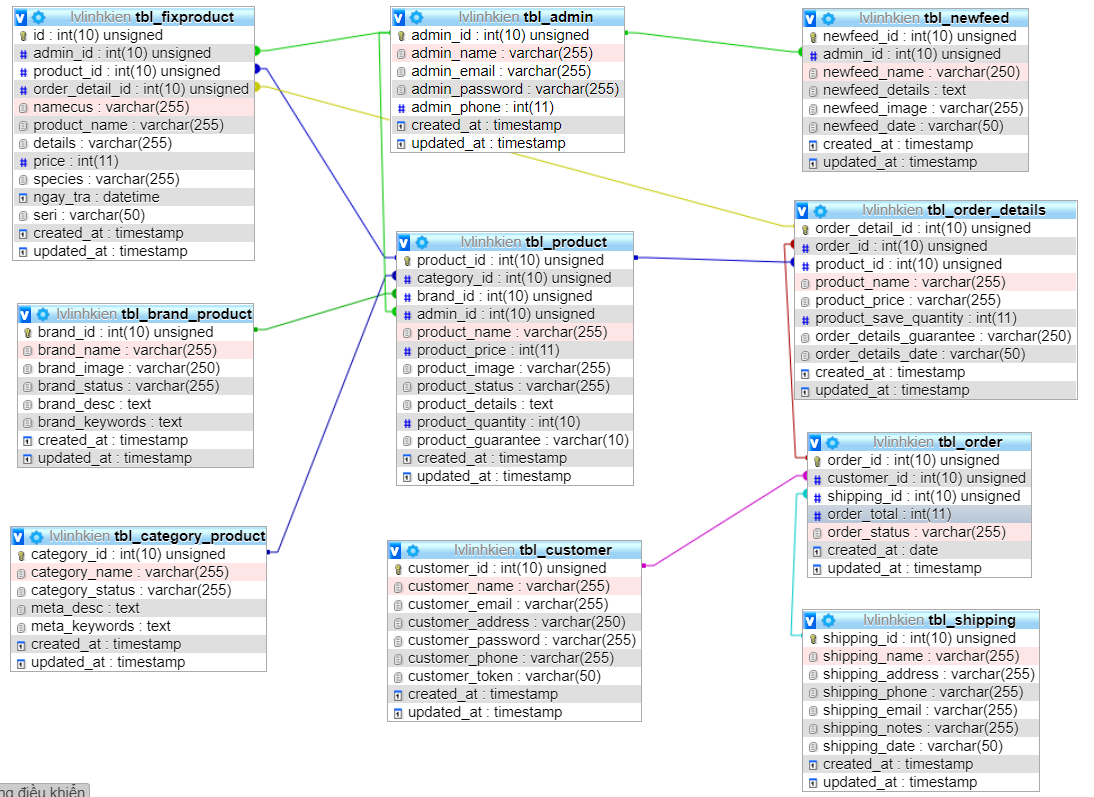 lvlinhkien tbl_fixproduct
id : int(10) unsigned
admin_id : int(10) unsigned
product_id : int(10) unsigned
order_detail_id : int(10) unsigned
namecus : varchar(255)
product_name : varchar(255)
details : varchar(255)
price : int(11)
species : varchar(255)
ngay_tra : datetime
seri : varchar(50)
created_at : timestamp
updated_at : timestamp
lvlinhkien tbl_admin
admin_id : int(10) unsigned
admin_name : varchar(255)
admin_email : varchar(255)
admin_password : varchar(255)
admin_phone : int(11)
created_at : timestamp
updated_at : timestamp
lvlinhkien tbl_newfeed
newfeed_id : int(10) unsigned
admin_id : int(10) unsigned
newfeed_name : varchar(250)
newfeed_details : text
newfeed_image : varchar(255)
newfeed_date : varchar(50)
created_at : timestamp
updated_at : timestamp
lvlinhkien tbl_order_details
order_detail_id : int(10) unsigned
order_id : int(10) unsigned
product_id : int(10) unsigned
product_name : varchar(255)
product_price : varchar(255)
product_save_quantity : int(11)
order_details_guarantee : varchar(250)
order_details_date : varchar(50)
created_at : timestamp
updated_at : timestamp
lvlinhkien tbl_product
product_id : int(10) unsigned
category_id : int(10) unsigned
brand_id : int(10) unsigned
admin_id : int(10) unsigned
product_name : varchar(255)
product_price : int(11)
product_image : varchar(255)
product_status : varchar(255)
product_details : text
product_quantity : int(10)
product_guarantee : varchar(10)
created_at : timestamp
updated_at : timestamp
lvlinhkien tbl_brand_product
brand_id : int(10) unsigned
brand_name : varchar(255)
brand_image : varchar(250)
brand_status : varchar(255)
brand_desc : text
brand_keywords : text
created_at : timestamp
updated_at : timestamp
lvlinhkien tbl_order
order_id : int(10) unsigned
customer_id : int(10) unsigned
shipping_id : int(10) unsigned
order_total : int(11)
order_status : varchar(255)
created_at : date
updated_at : timestamp
lvlinhkien tbl_category_product
category_id : int(10) unsigned
category_name : varchar(255)
category_status : varchar(255)
meta_desc : text
meta_keywords : text
created_at : timestamp
updated_at : timestamp
lvlinhkien tbl_customer
customer_id : int(10) unsigned
customer_name : varchar(255)
customer_email : varchar(255)
customer_address : varchar(250)
customer_password : varchar(255)
customer_phone : varchar(255)
customer_token : varchar(50)
created_at : timestamp
updated_at : timestamp
lvlinhkien tbl_shipping
shipping_id : int(10) unsigned
shipping_name : varchar(255)
shipping_address : varchar(255)
shipping_phone : varchar(255)
shipping_email : varchar(255)
shipping_notes : varchar(255)
shipping_date : varchar(50)
created_at : timestamp
updated_at : timestamp
ng điều khiển